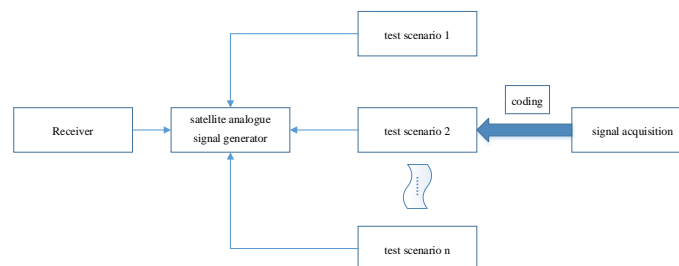 test scenario 1
coding
Receiver
satellite analogue
signal generator
test scenario 2
signal acquisition
test scenario n